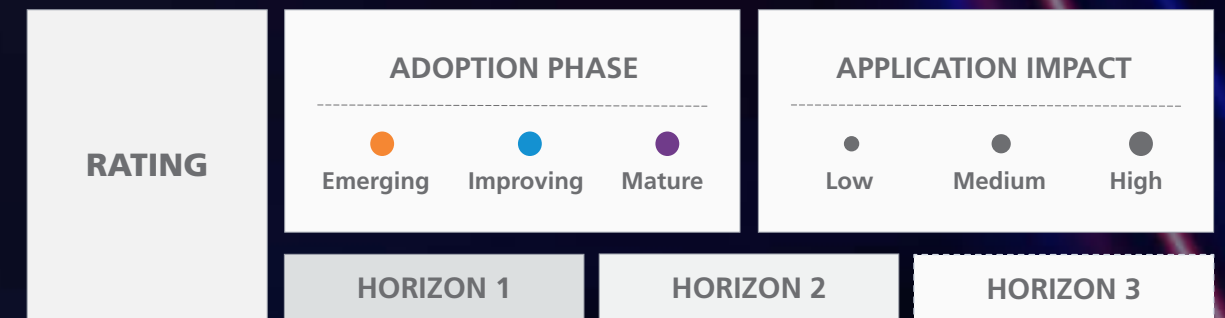 RATING
ADOPTION PHASE
Emerging Improving Mature
APPLICATION IMPACT
Low Medium High
HORIZON 1
HORIZON 2
HORIZON 3